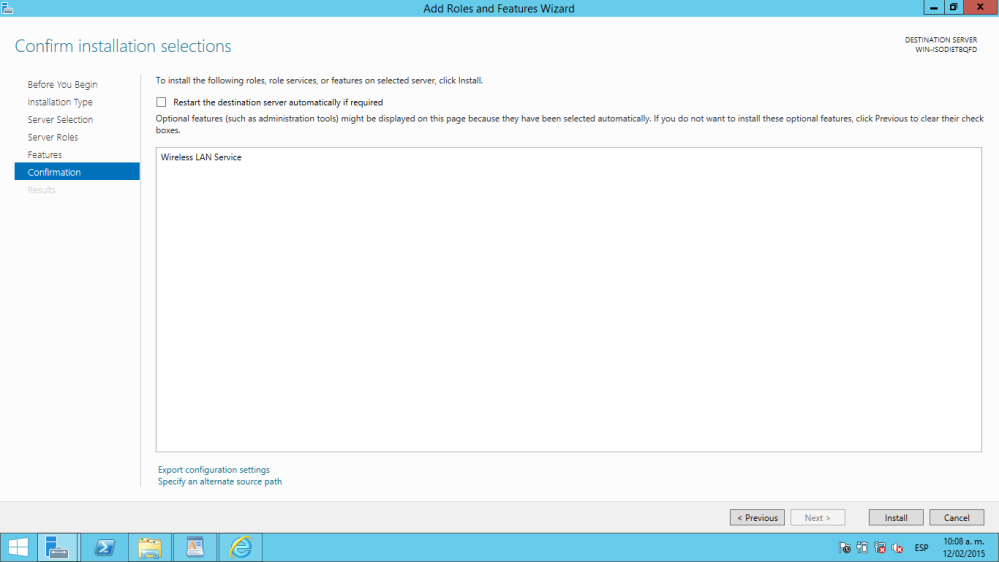 Add Roles and Features Wizard
Confirm installation selections
DESTINATION SERVER
WIN-ISODIETBQFD
Before You Begin
Installation Type
Server Selection
Server Roles
Features
Confirmation
Results
To install the following roles, role services, or features on selected server, click Install.
Restart the destination server automatically if required
Optional features (such as administration tools) might be displayed on this page because they have been selected automatically. If you do not want to install these optional features, click Previous to clear their check
boxes.
Wireless LAN Service
Export configuration settings
Specify an alternate source path
< Previous
Next >
Install
Cancel
ESP
10:08 a. m.
12/02/2015